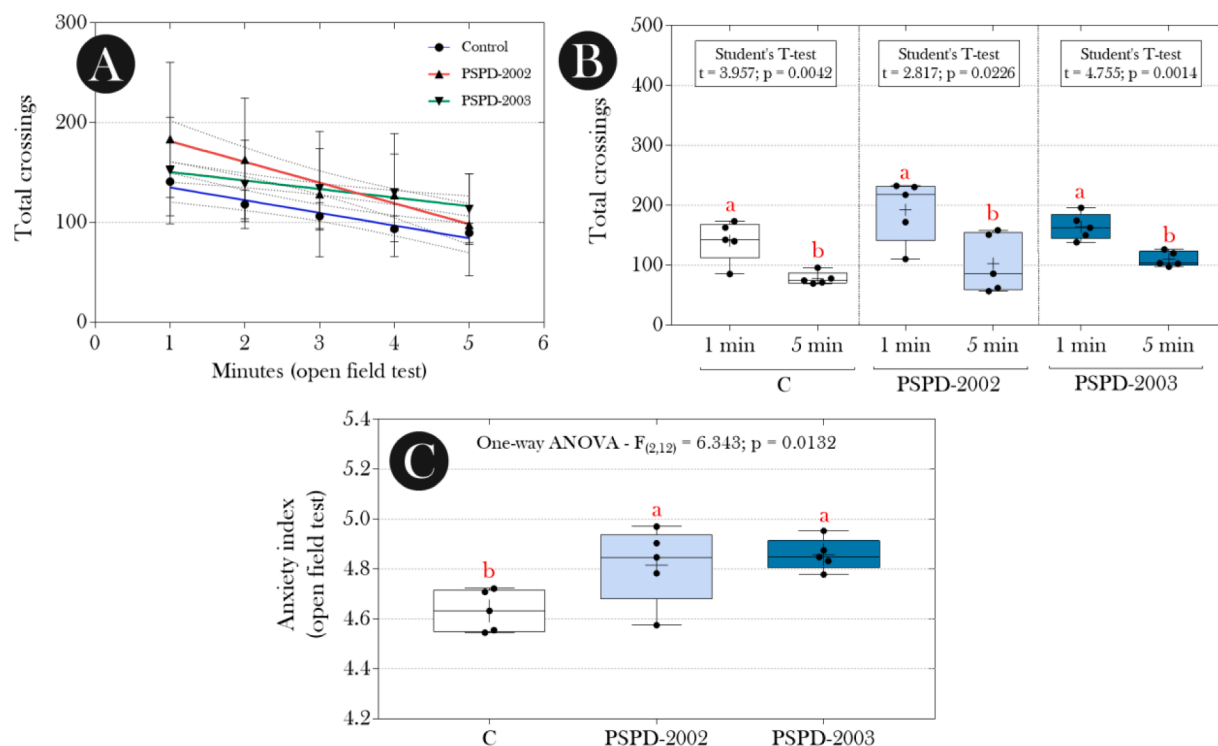 A
Total crossings
300
200
100
0
Control
PSPD-2002
PSPD-2003
0 1 2 3 4 5 6
Minutes (open field test)
B
Total crossings
500
400
300
200
100
0
Student's T-test
t = 3.957; p = 0.0042
Student's T-test
t = 2.817; p = 0.0226
Student's T-test
t = 4.755; p = 0.0014
a
b
a
b
a
b
1 min 5 min 1 min 5 min 1 min 5 min
C PSPD-2002 PSPD-2003
C
One-way ANOVA - F(2,12) = 6.343; p = 0.0132
Anxiety index
(open field test)
5.4
5.2
5.0
4.8
4.6
4.4
4.2
b
a
a
C PSPD-2002 PSPD-2003